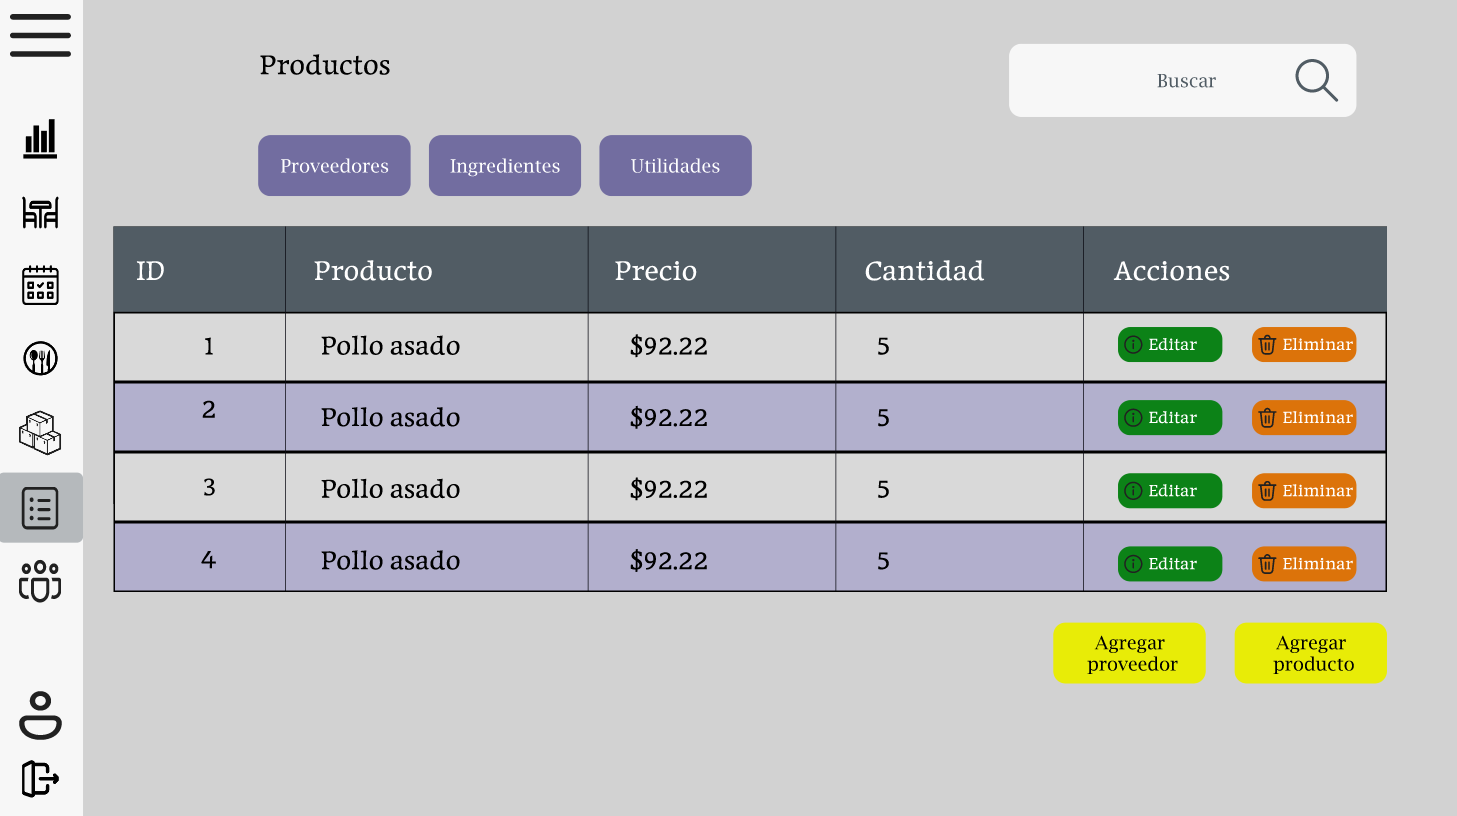 Productos
Buscar
Proveedores Ingredientes Utilidades
ID Producto Precio Cantidad Acciones
1 Pollo asado $92.22 5 Editar Eliminar
2 Pollo asado $92.22 5 Editar Eliminar
3 Pollo asado $92.22 5 Editar Eliminar
4 Pollo asado $92.22 5 Editar Eliminar
Agregar
proveedor
Agregar
producto